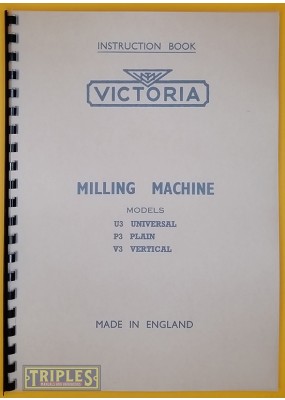 INSTRUCTION BOOK
VICTORIA
MILLING MACHINE
MODELS
U3 UNIVERSAL
P3 PLAIN
V3 VERTICAL
MADE IN ENGLAND
TRIPLES